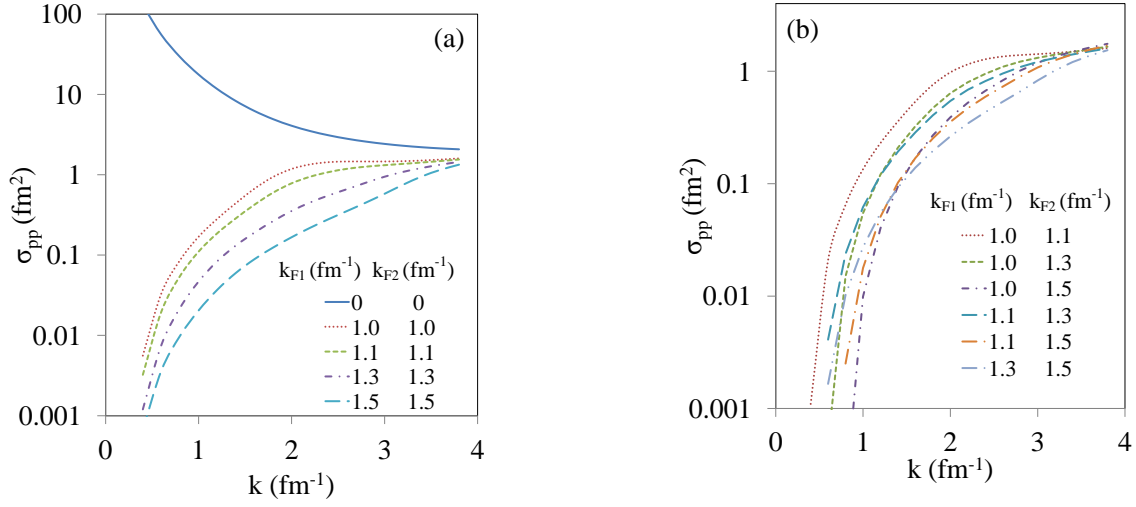 (a)
100
10
1
0.1
0.01
0.001
σpp (fm²)
kF1 (fm⁻¹) kF2 (fm⁻¹)
0 0
1.0 1.0
1.1 1.1
1.3 1.3
1.5 1.5
0 1 2 3 4
k (fm⁻¹)
(b)
1
0.1
0.01
0.001
σpp (fm²)
kF1 (fm⁻¹) kF2 (fm⁻¹)
1.0 1.1
1.0 1.3
1.0 1.5
1.1 1.3
1.1 1.5
1.3 1.5
0 1 2 3 4
k (fm⁻¹)